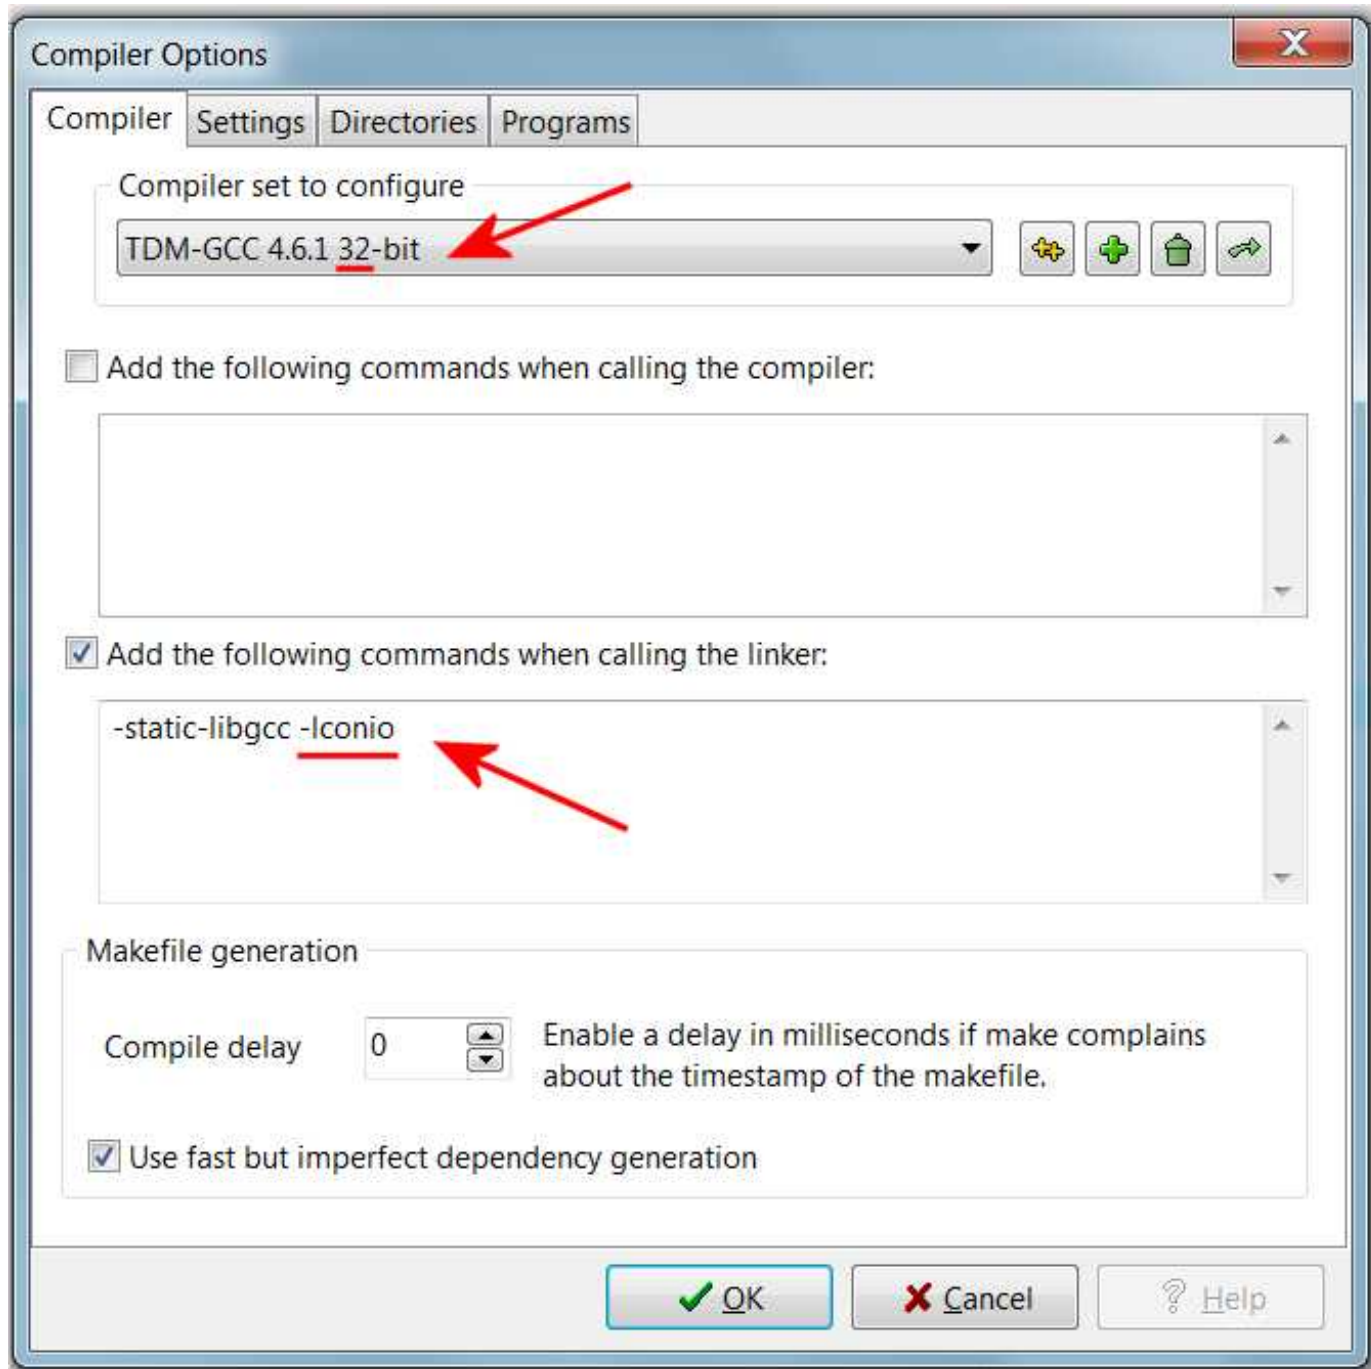 Compiler Options
Compiler Settings Directories Programs
Compiler set to configure
TDM-GCC 4.6.1 32-bit
Add the following commands when calling the compiler:
Add the following commands when calling the linker:
-static-libgcc -lconio
Makefile generation
Compile delay 0 Enable a delay in milliseconds if make complains
about the timestamp of the makefile.
Use fast but imperfect dependency generation
OK Cancel ? Help